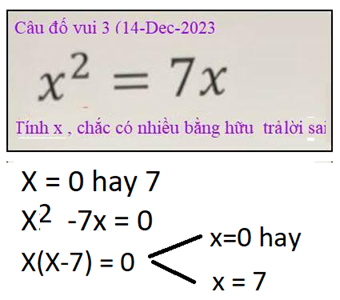 Câu đố vui 3 (14-Dec-2023
x² = 7x
Tính x , chắc có nhiều bằng hữu trả lời sai
X = 0 hay 7
X2 -7x = 0
x=0 hay
X(X-7) = 0
x = 7